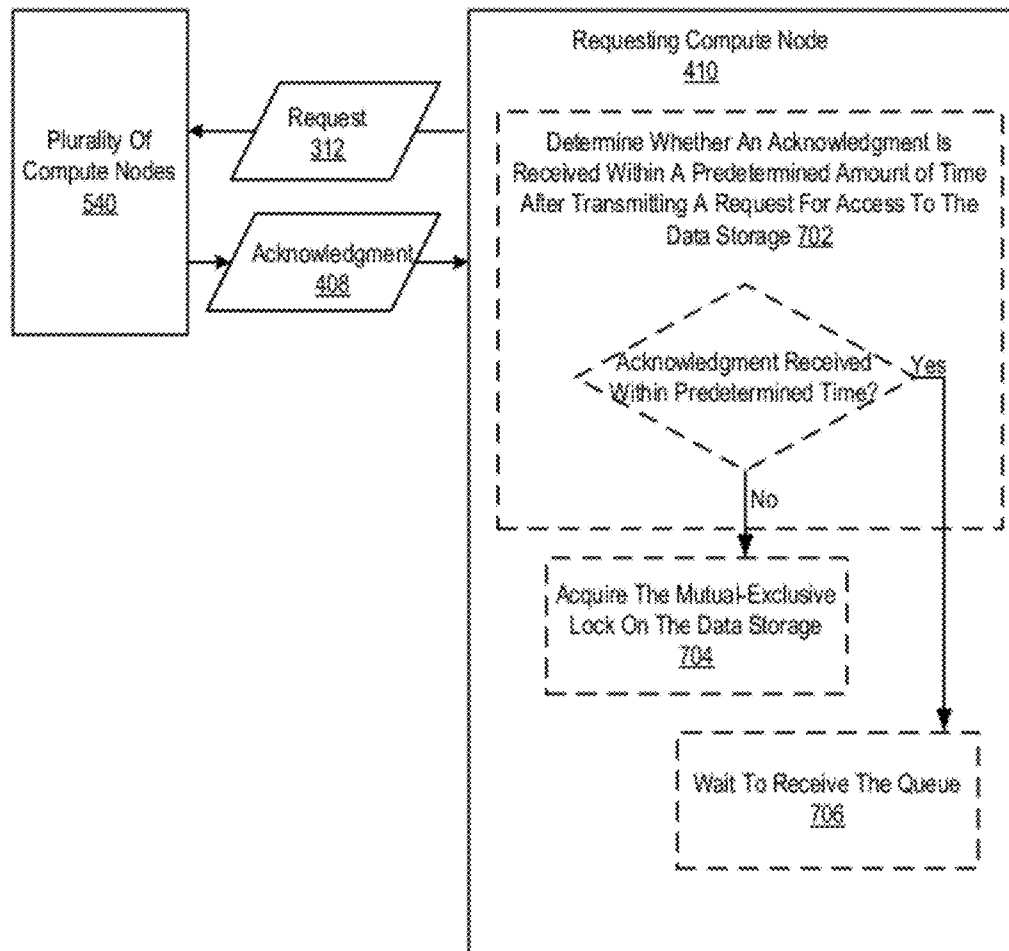 Requesting Compute Node
410
Request
312
Plurality Of
Compute Nodes
540
Acknowledgment
408
Determine Whether An Acknowledgment Is
Received Within A Predetermined Amount of Time
After Transmitting A Request For Access To The
Data Storage 702
Acknowledgment Received
Within Predetermined Time?
Yes
No
Acquire The Mutual-Exclusive
Lock On The Data Storage
704
Wait To Receive The Queue
706